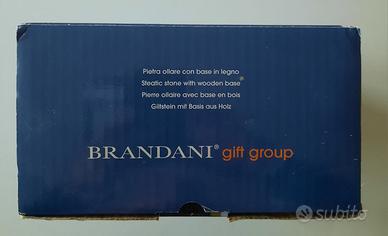 Pietra ollare con base in legno
Steatic stone with wooden base
Pierre ollaire avec base en bois
Giltstein mit Basis aus Holz
BRANDANI® gift group
subito